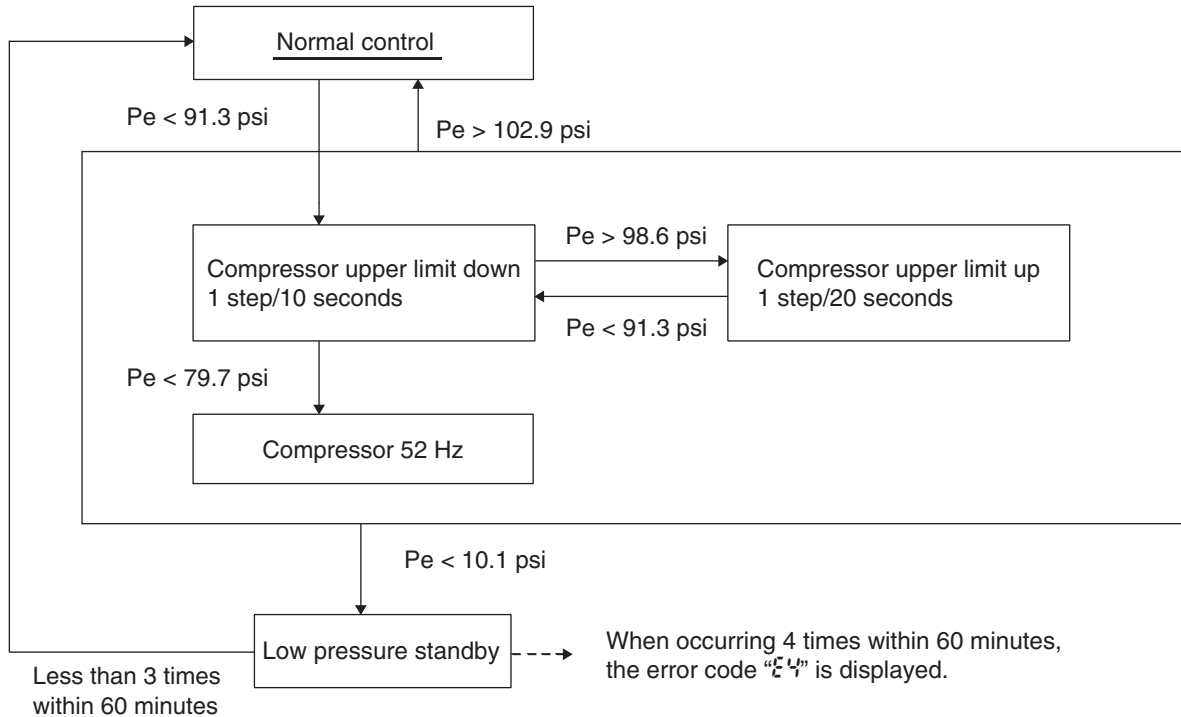 Normal control
Pe < 91.3 psi
Pe > 102.9 psi
Compressor upper limit down
1 step/10 seconds
Pe > 98.6 psi
Pe < 91.3 psi
Compressor upper limit up
1 step/20 seconds
Pe < 79.7 psi
Compressor 52 Hz
Pe < 10.1 psi
Low pressure standby
Less than 3 times
within 60 minutes
When occurring 4 times within 60 minutes,
the error code “E4” is displayed.